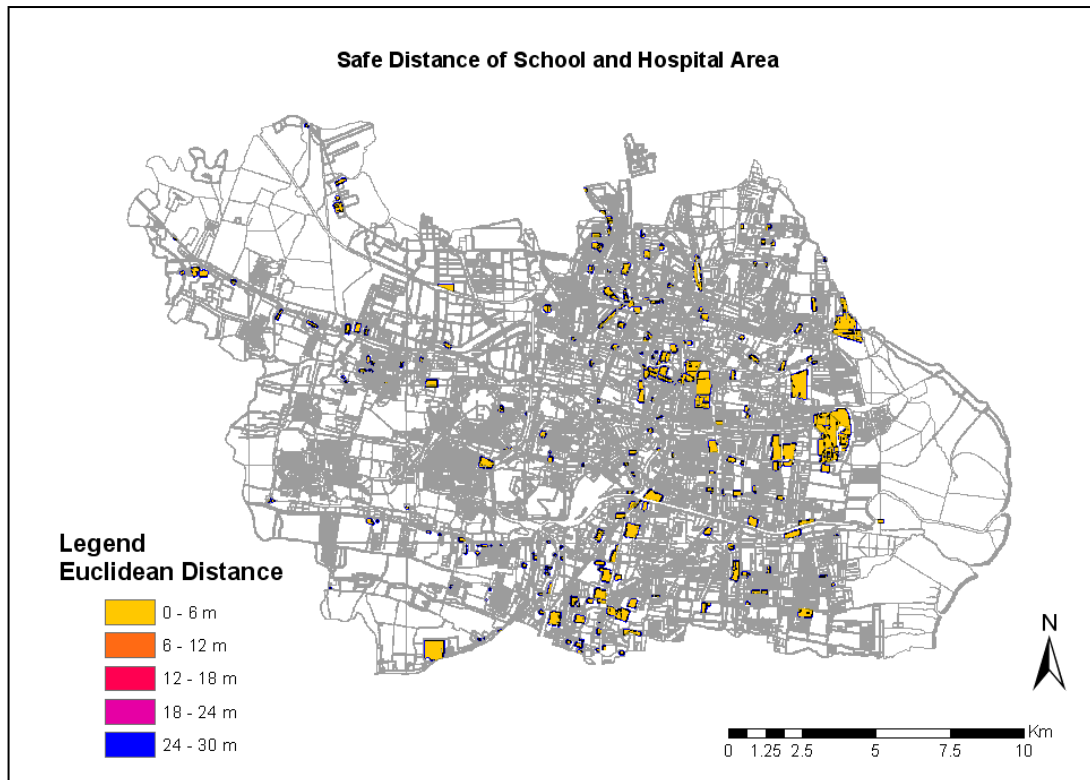 Safe Distance of School and Hospital Area
Legend
Euclidean Distance
0 - 6 m
6 - 12 m
12 - 18 m
18 - 24 m
24 - 30 m
N
Km
0 1.25 2.5 5 7.5 10